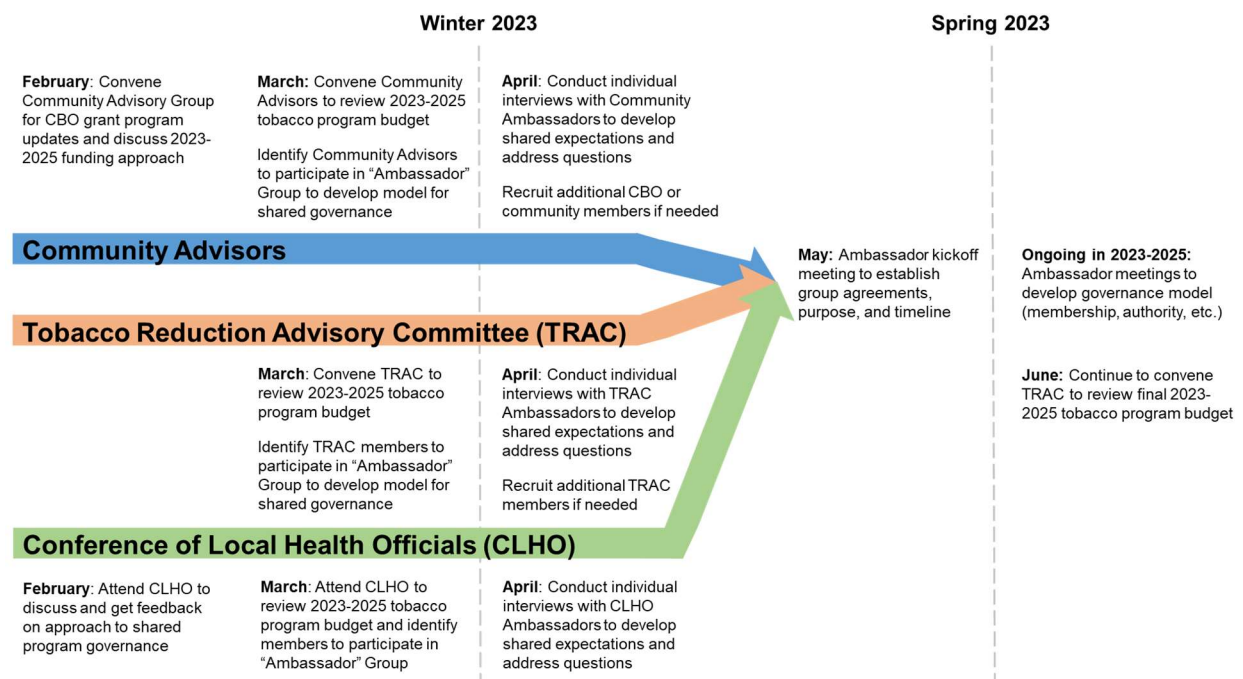 Winter 2023
Spring 2023
February: Convene
Community Advisory Group
for CBO grant program
updates and discuss 2023-
2025 funding approach
March: Convene Community
Advisors to review 2023-2025
tobacco program budget
Identify Community Advisors
to participate in “Ambassador”
Group to develop model for
shared governance
April: Conduct individual
interviews with Community
Ambassadors to develop
shared expectations and
address questions
Recruit additional CBO or
community members if needed
Community Advisors
Tobacco Reduction Advisory Committee (TRAC)
March: Convene TRAC to
review 2023-2025 tobacco
program budget
Identify TRAC members to
participate in “Ambassador”
Group to develop model for
shared governance
April: Conduct individual
interviews with TRAC
Ambassadors to develop
shared expectations and
address questions
Recruit additional TRAC
members if needed
Conference of Local Health Officials (CLHO)
February: Attend CLHO to
discuss and get feedback
on approach to shared
program governance
March: Attend CLHO to
review 2023-2025 tobacco
program budget and identify
members to participate in
“Ambassador” Group
April: Conduct individual
interviews with CLHO
Ambassadors to develop
shared expectations and
address questions
May: Ambassador kickoff
meeting to establish
group agreements,
purpose, and timeline
Ongoing in 2023-2025:
Ambassador meetings to
develop governance model
(membership, authority, etc.)
June: Continue to convene
TRAC to review final 2023-
2025 tobacco program budget